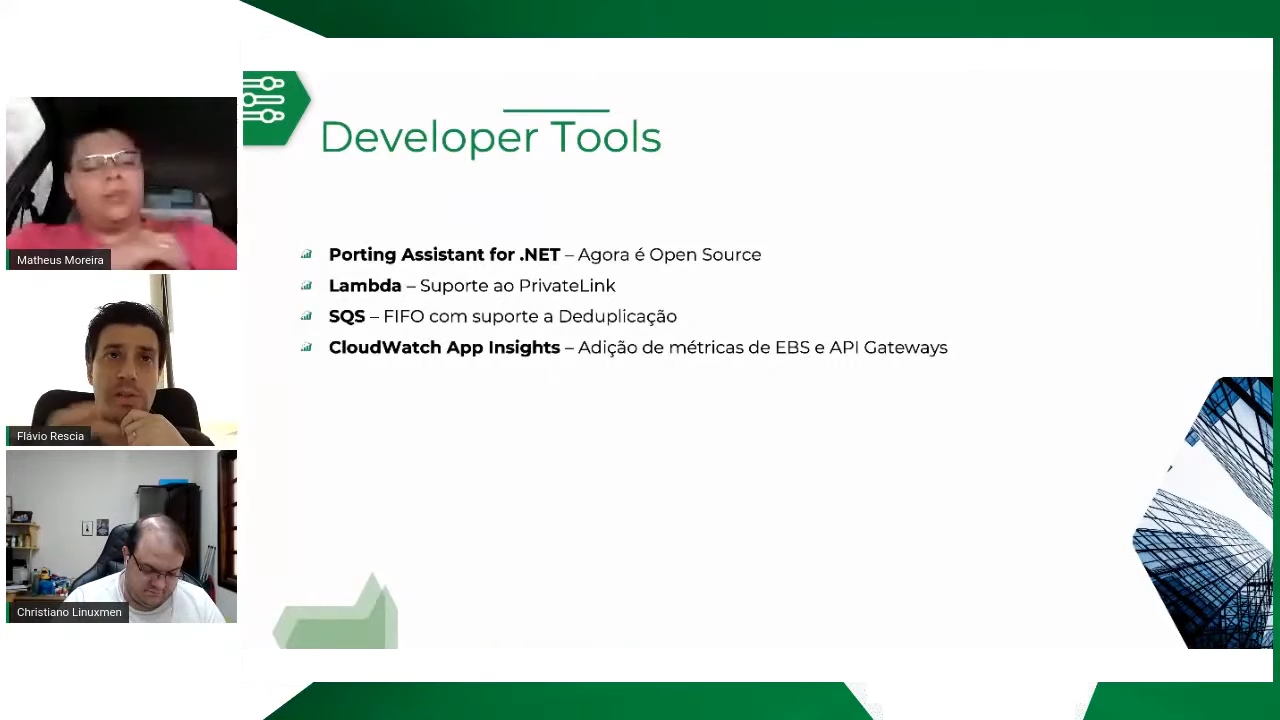 Developer Tools
Porting Assistant for .NET – Agora é Open Source
Lambda – Suporte ao PrivateLink
SQS – FIFO com suporte a Deduplicação
CloudWatch App Insights – Adição de métricas de EBS e API Gateways
Matheus Moreira
Flávio Rescia
Christiano Linuxmen